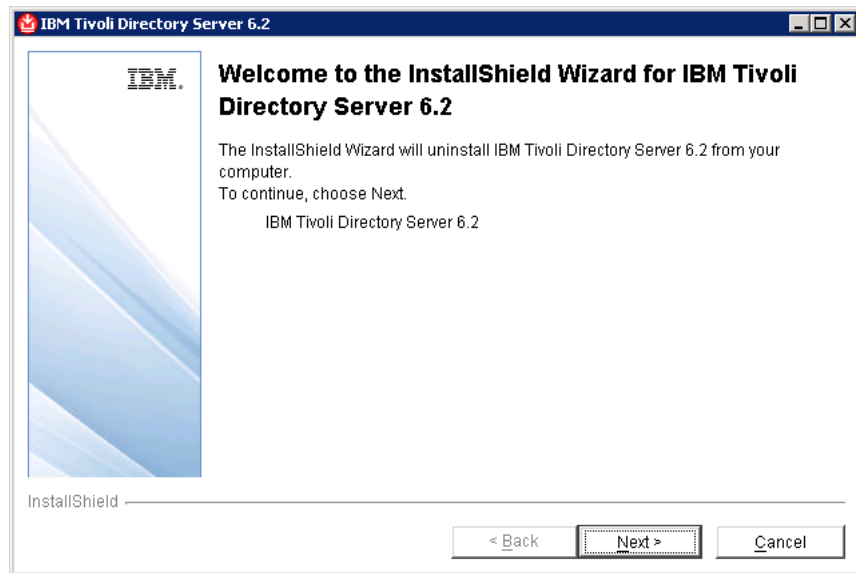 IBM Tivoli Directory Server 6.2
IBM.
Welcome to the InstallShield Wizard for IBM Tivoli
Directory Server 6.2
The InstallShield Wizard will uninstall IBM Tivoli Directory Server 6.2 from your
computer.
To continue, choose Next.
IBM Tivoli Directory Server 6.2
InstallShield
< Back
Next >
Cancel